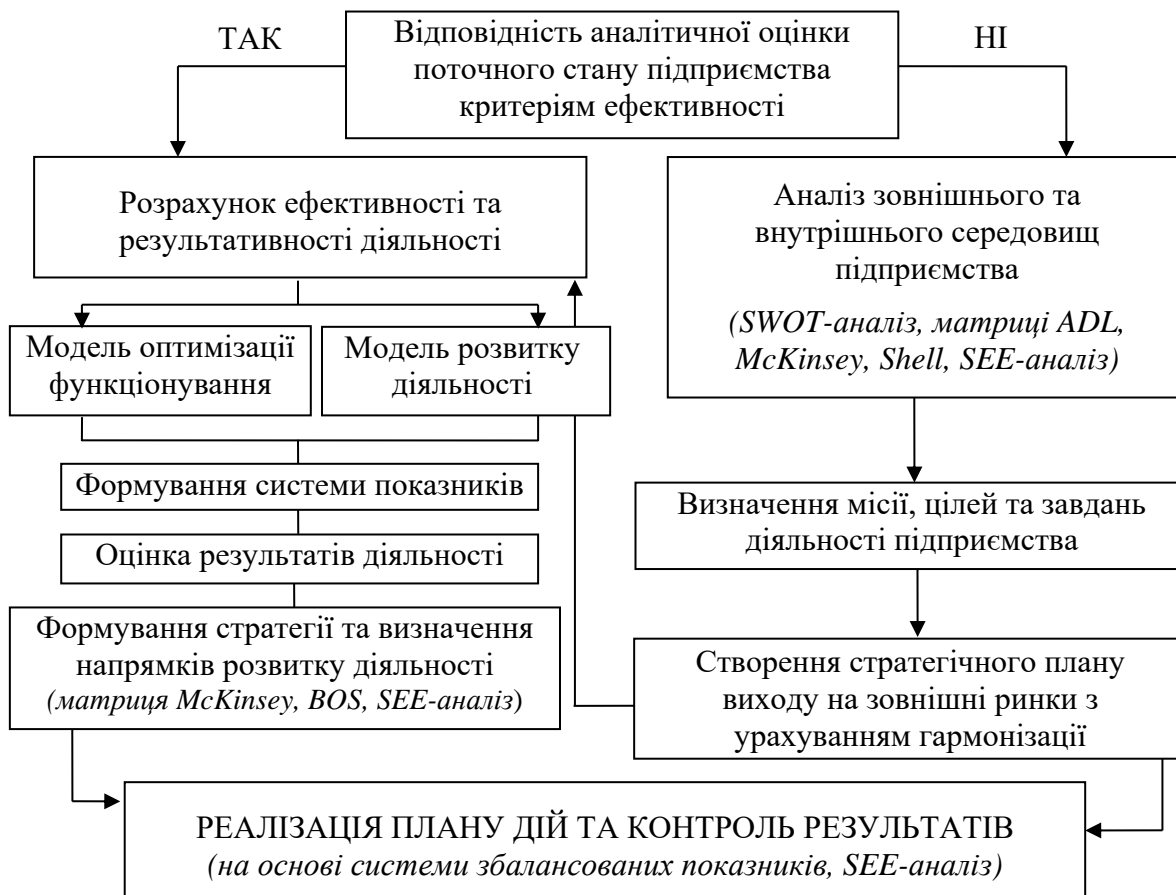 ТАК
Відповідність аналітичної оцінки
поточного стану підприємства
критеріям ефективності
НІ
Розрахунок ефективності та
результативності діяльності
Модель оптимізації
функціонування
Модель розвитку
діяльності
Формування системи показників
Оцінка результатів діяльності
Формування стратегії та визначення
напрямків розвитку діяльності
(матриця McKinsey, BOS, SEE-аналіз)
Аналіз зовнішнього та
внутрішнього середовищ
підприємства
(SWOT-аналіз, матриці ADL,
McKinsey, Shell, SEE-аналіз)
Визначення місії, цілей та завдань
діяльності підприємства
Створення стратегічного плану
виходу на зовнішні ринки з
урахуванням гармонізації
РЕАЛІЗАЦІЯ ПЛАНУ ДІЙ ТА КОНТРОЛЬ РЕЗУЛЬТАТІВ
(на основі системи збалансованих показників, SEE-аналіз)